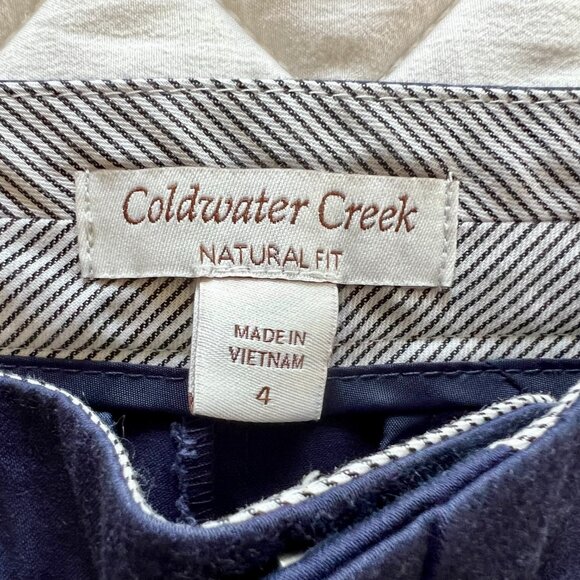 Coldwater Creek
NATURAL FIT
MADE IN
VIETNAM
4